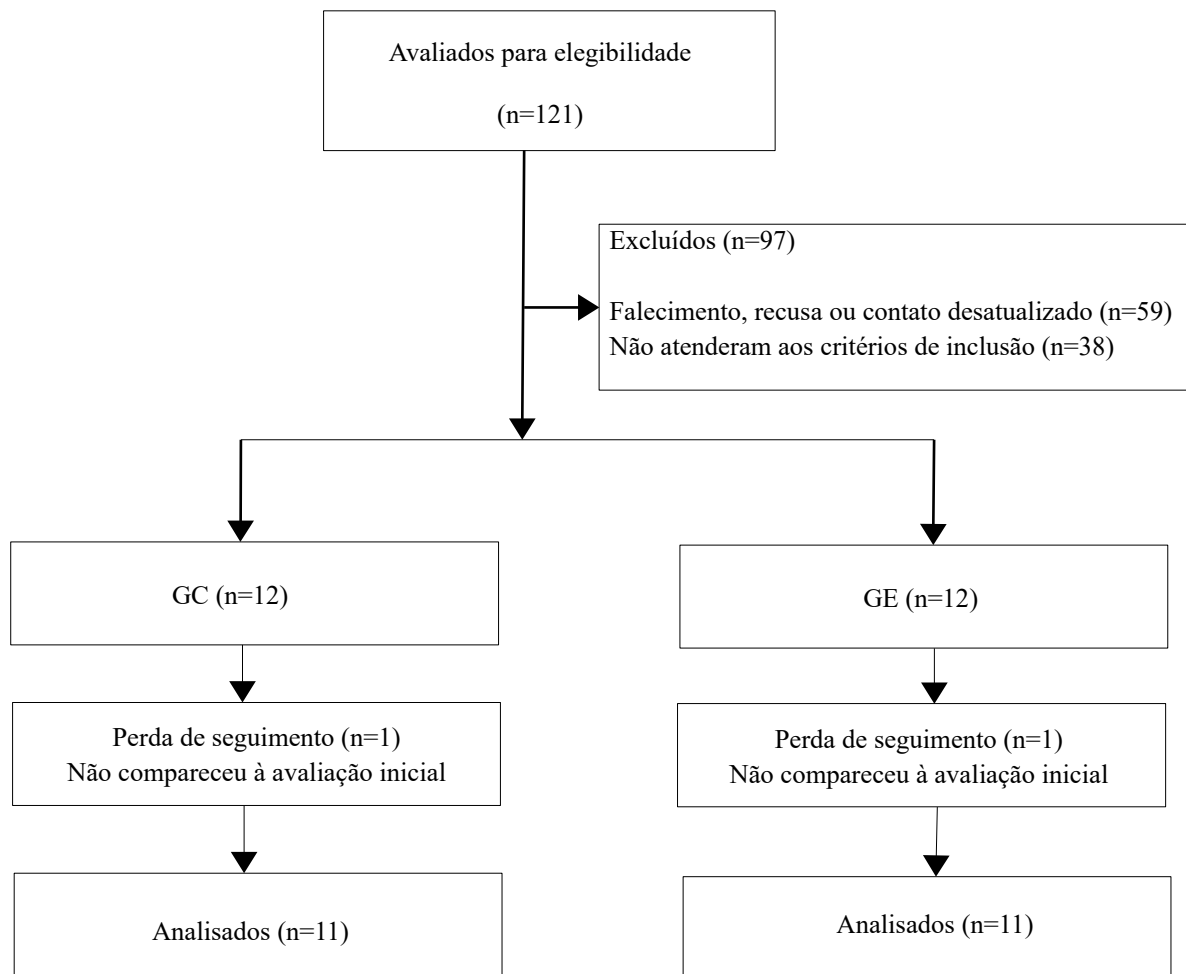 Avaliados para elegibilidade
(n=121)
Excluídos (n=97)
Falecimento, recusa ou contato desatualizado (n=59)
Não atenderam aos critérios de inclusão (n=38)
GC (n=12)
GE (n=12)
Perda de seguimento (n=1)
Não compareceu à avaliação inicial
Perda de seguimento (n=1)
Não compareceu à avaliação inicial
Analisados (n=11)
Analisados (n=11)